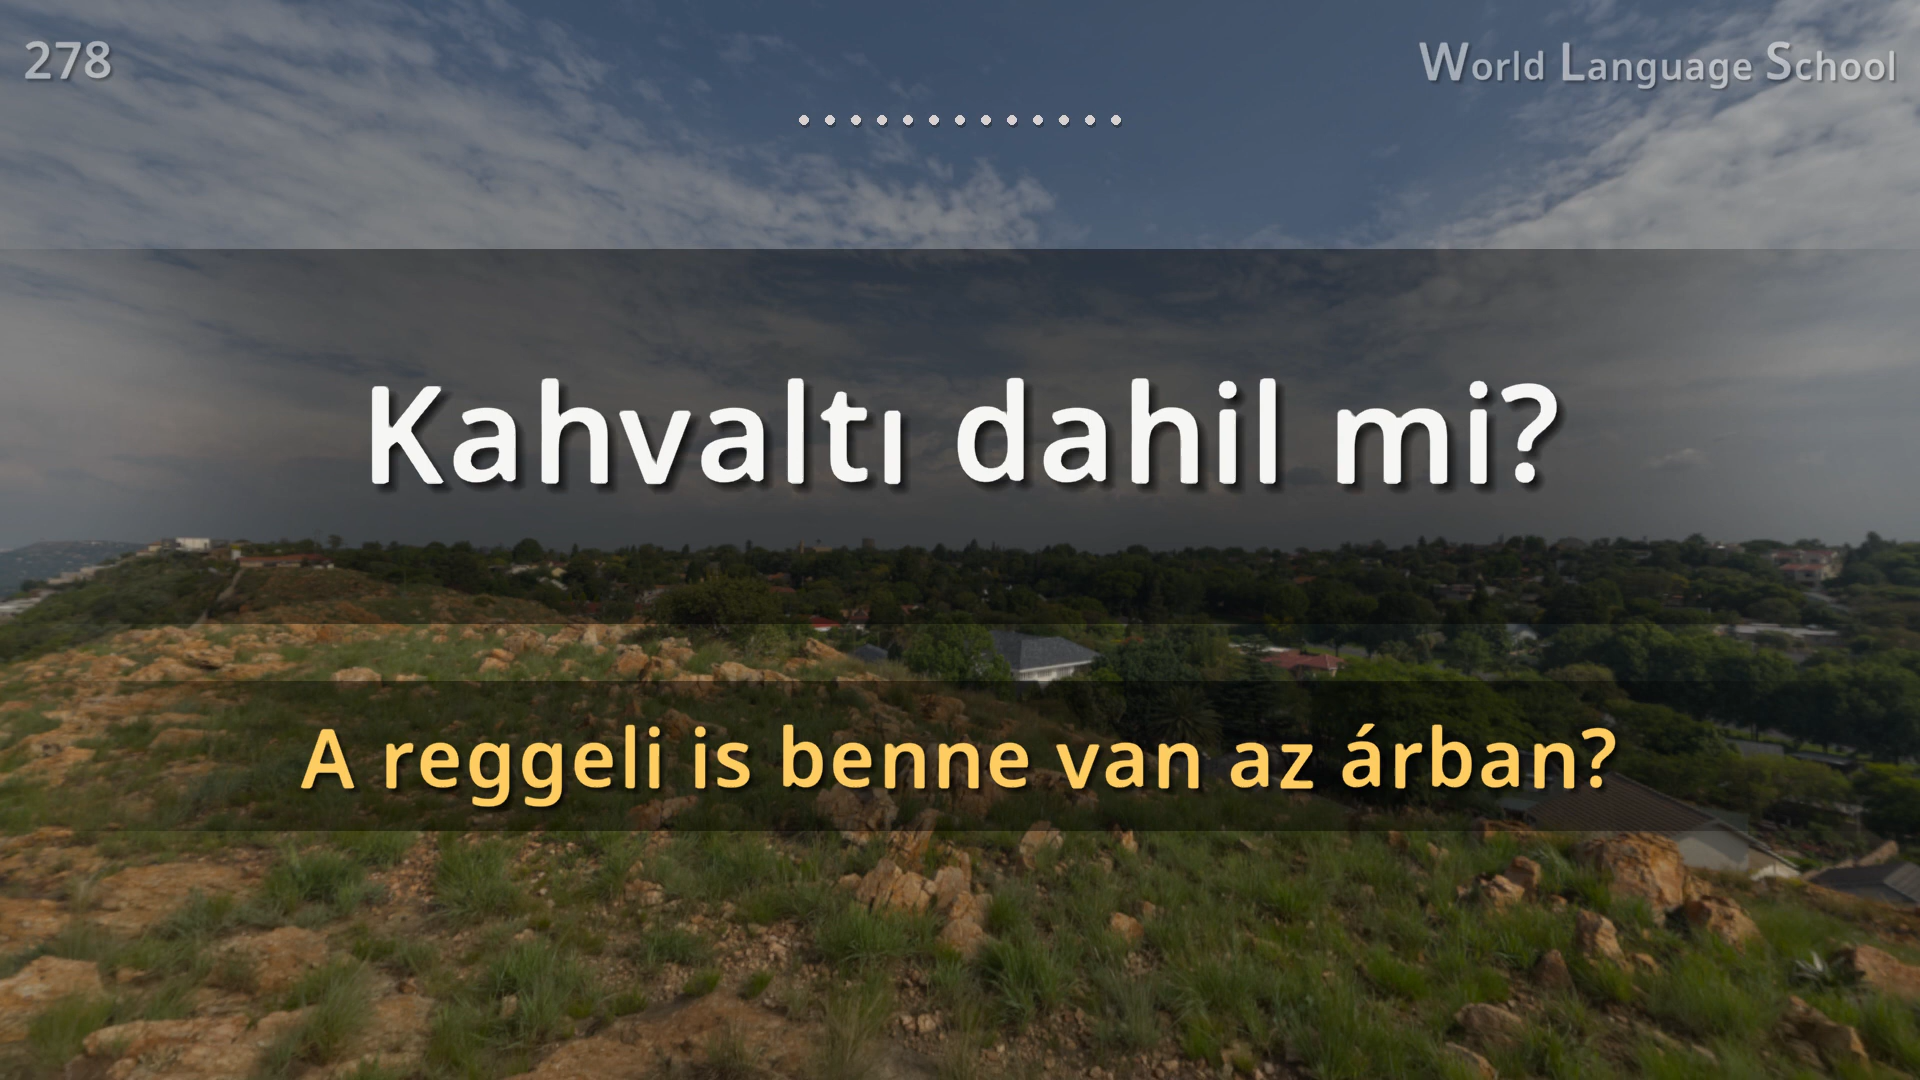 278
World Language School
Kahvaltı dahil mi?
A reggeli is benne van az árban?